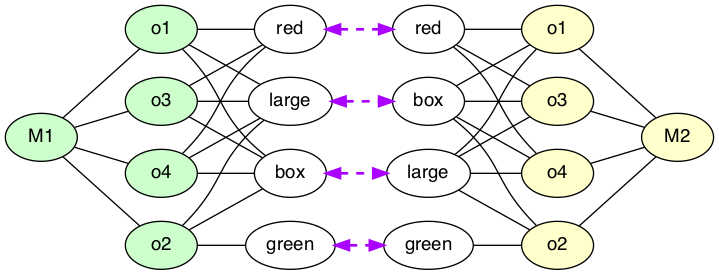 o1 red red o1
o3 large box o3
M1 M2
o4 box large o4
o2 green green o2